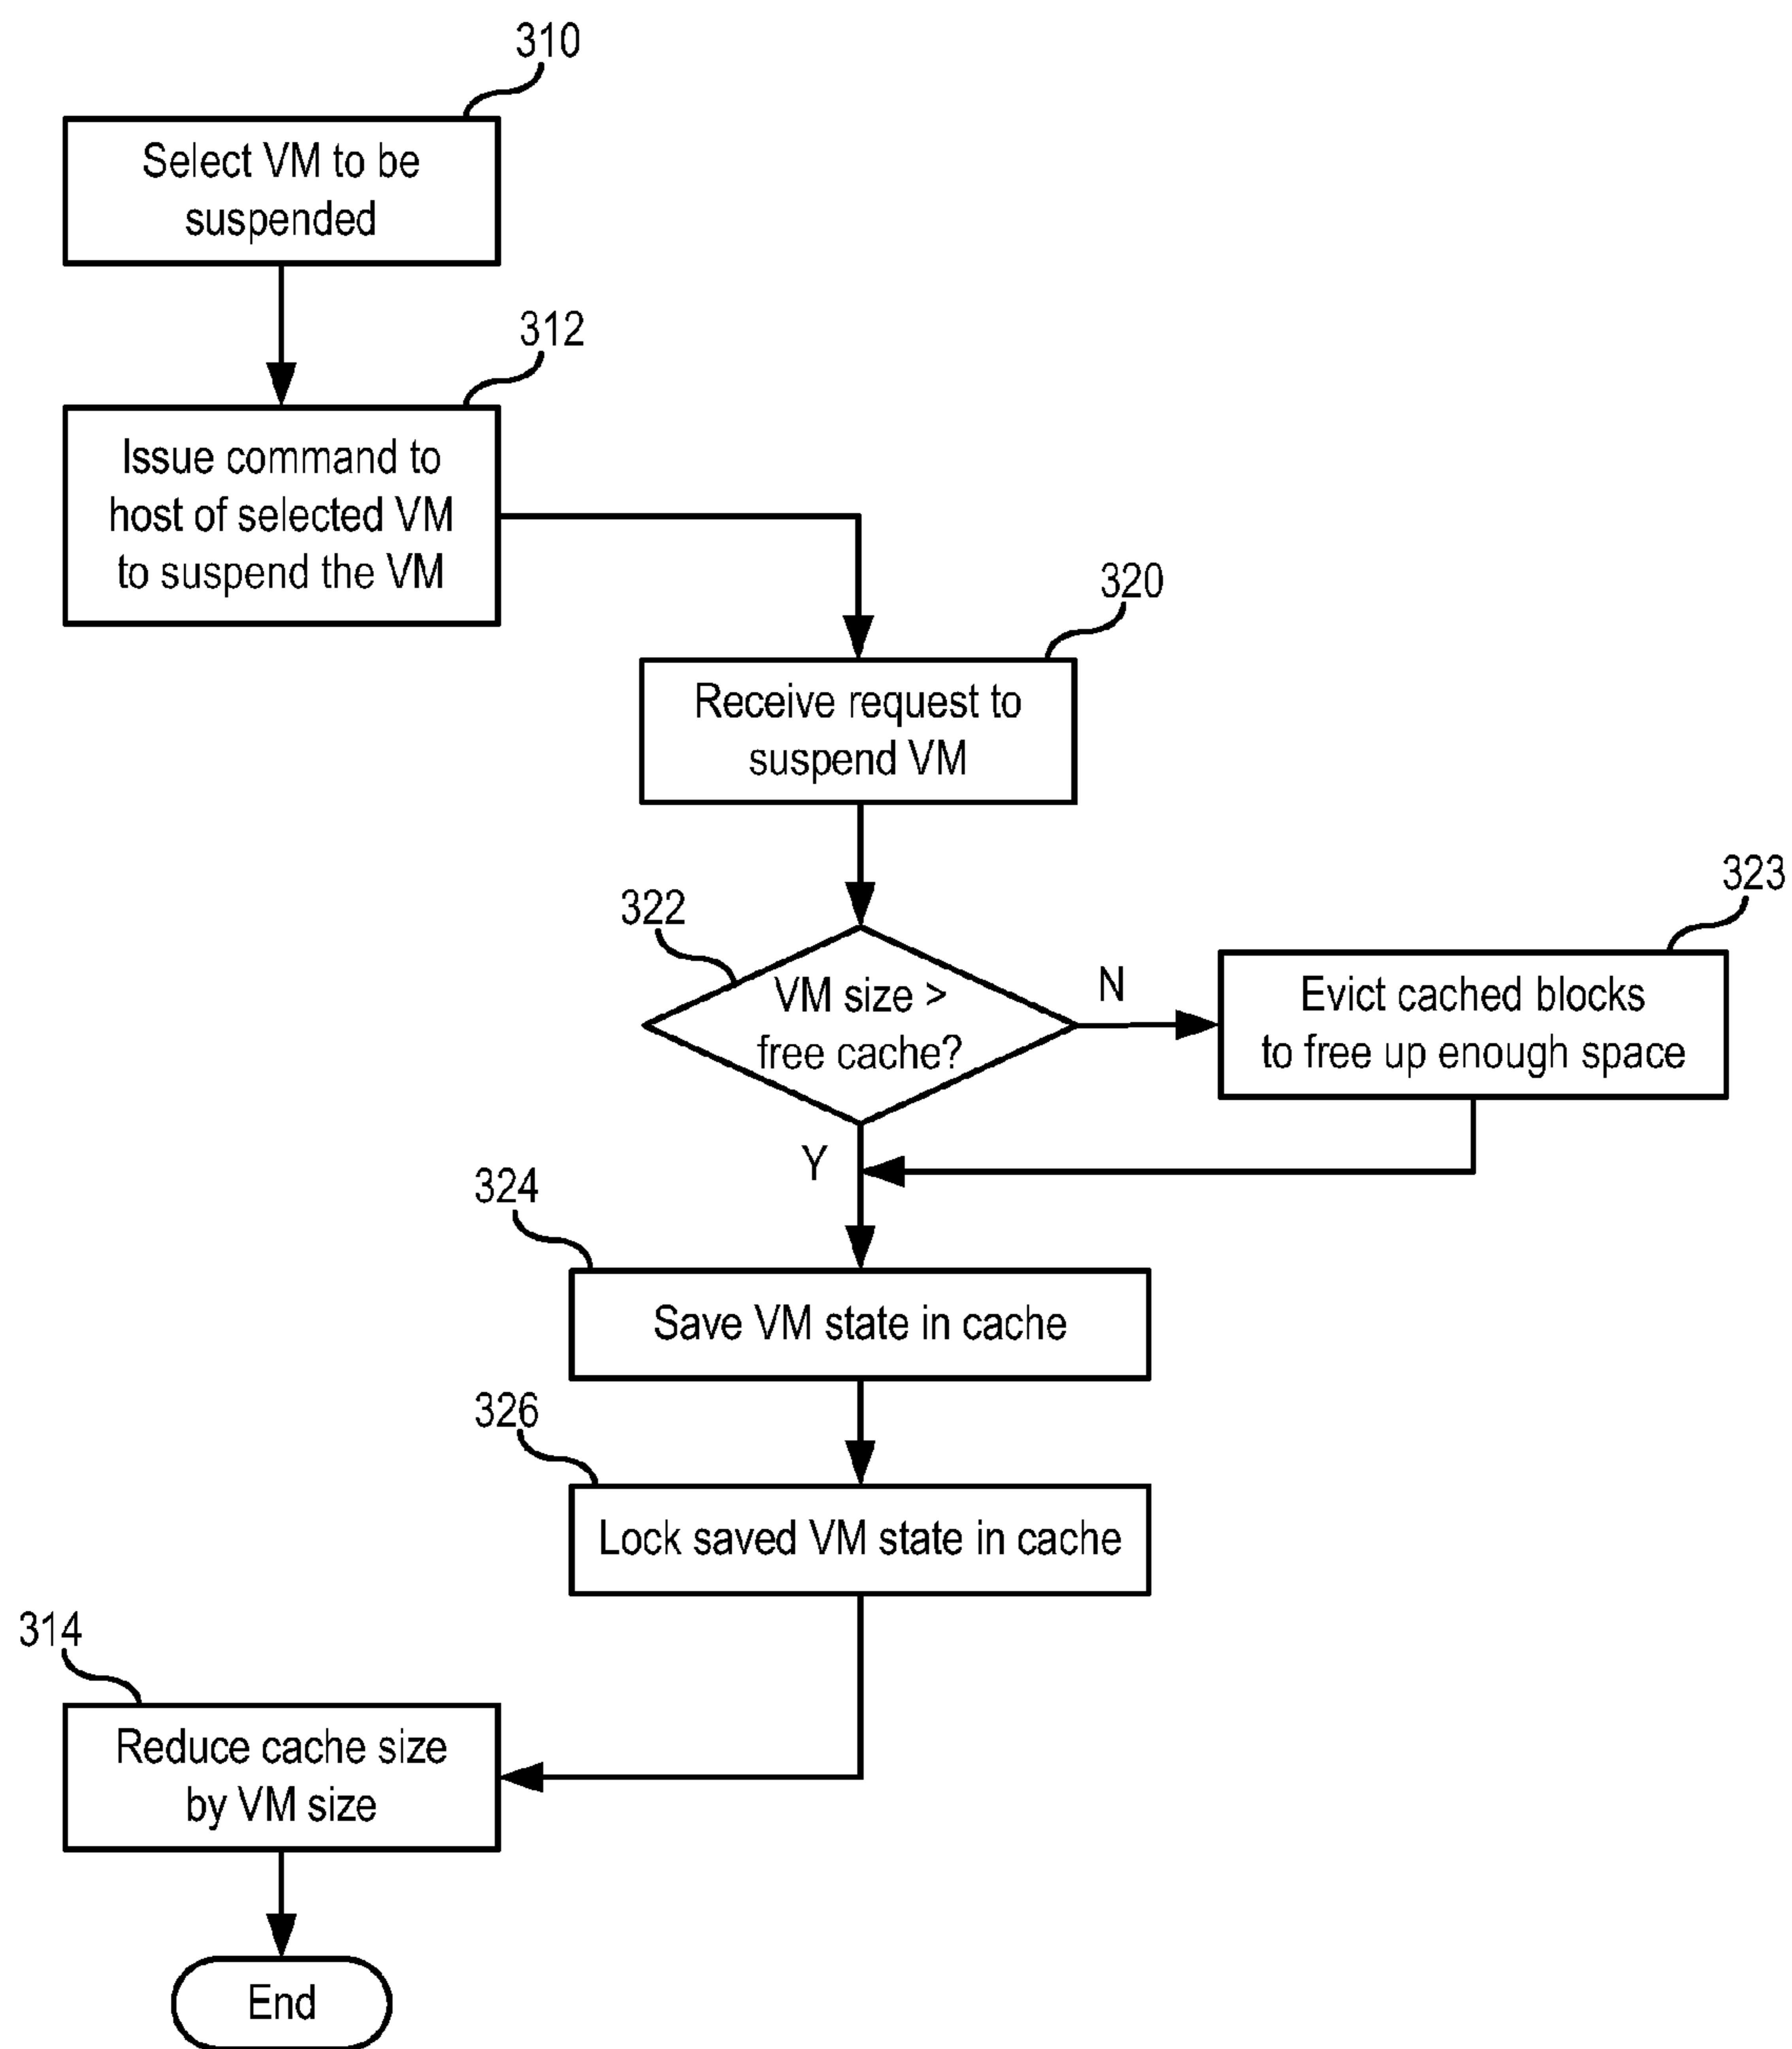 310
Select VM to be
suspended
312
Issue command to
host of selected VM
to suspend the VM
320
Receive request to
suspend VM
322
VM size >
free cache?
N
323
Evict cached blocks
to free up enough space
Y
324
Save VM state in cache
326
Lock saved VM state in cache
314
Reduce cache size
by VM size
End